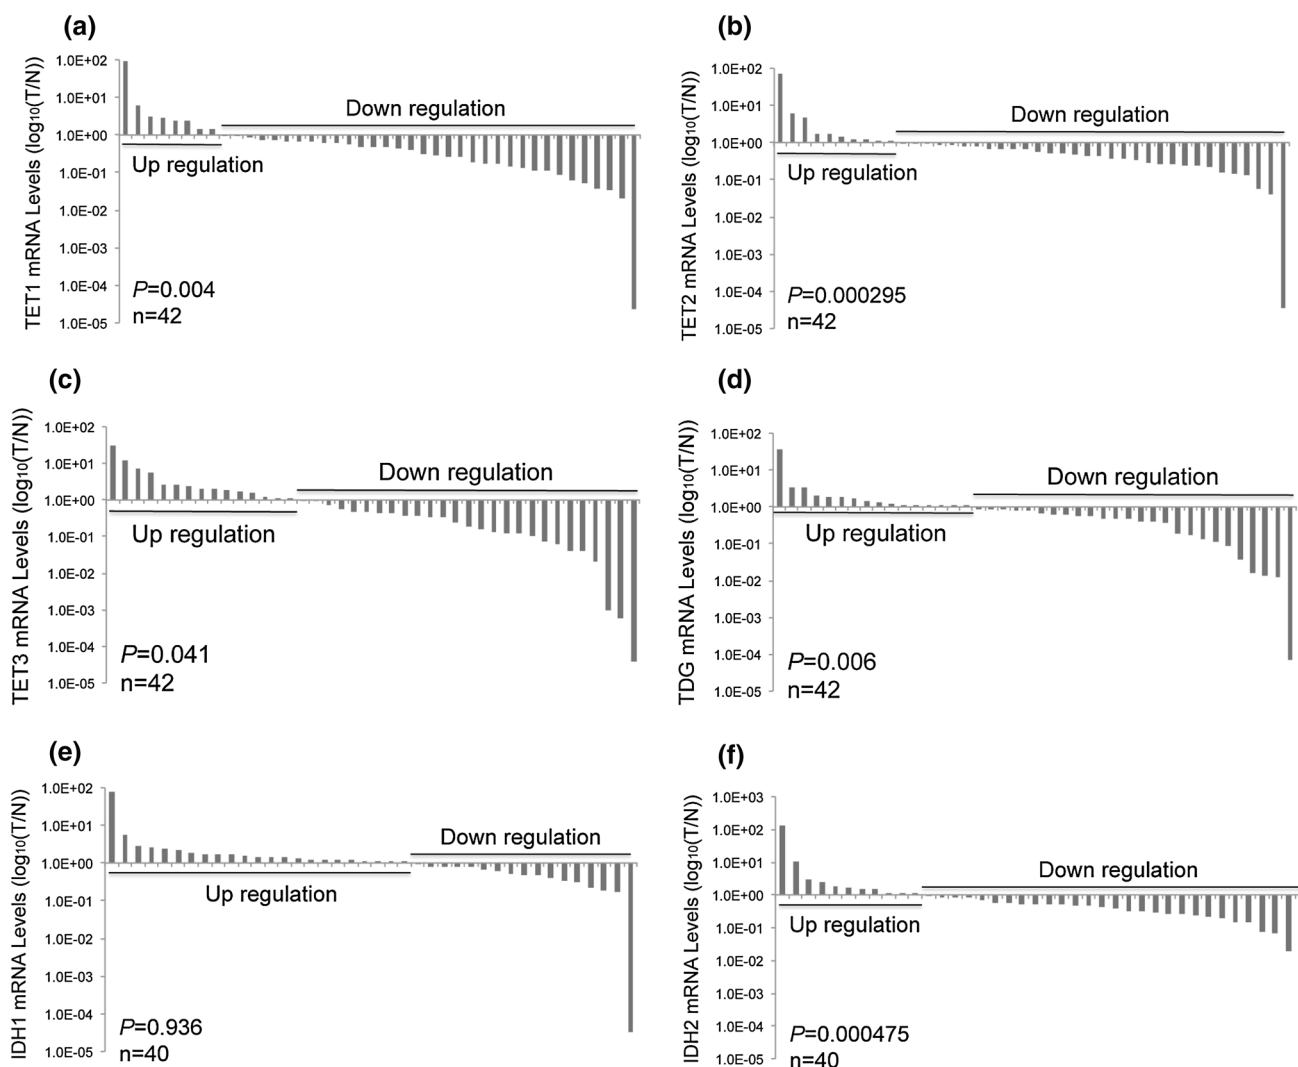 (a)
TET1 mRNA Levels (log10(T/N))
1.0E+02
1.0E+01
1.0E+00
1.0E-01
1.0E-02
1.0E-03
1.0E-04
1.0E-05
Down regulation
Up regulation
P=0.004
n=42
(b)
TET2 mRNA Levels (log10(T/N))
1.0E+02
1.0E+01
1.0E+00
1.0E-01
1.0E-02
1.0E-03
1.0E-04
1.0E-05
Down regulation
Up regulation
P=0.000295
n=42
(c)
TET3 mRNA Levels (log10(T/N))
1.0E+02
1.0E+01
1.0E+00
1.0E-01
1.0E-02
1.0E-03
1.0E-04
1.0E-05
Down regulation
Up regulation
P=0.041
n=42
(d)
TDG mRNA Levels (log10(T/N))
1.0E+02
1.0E+01
1.0E+00
1.0E-01
1.0E-02
1.0E-03
1.0E-04
1.0E-05
Down regulation
Up regulation
P=0.006
n=42
(e)
IDH1 mRNA Levels (log10(T/N))
1.0E+02
1.0E+01
1.0E+00
1.0E-01
1.0E-02
1.0E-03
1.0E-04
1.0E-05
Down regulation
Up regulation
P=0.936
n=40
(f)
IDH2 mRNA Levels (log10(T/N))
1.0E+03
1.0E+02
1.0E+01
1.0E+00
1.0E-01
1.0E-02
1.0E-03
1.0E-04
1.0E-05
Down regulation
Up regulation
P=0.000475
n=40